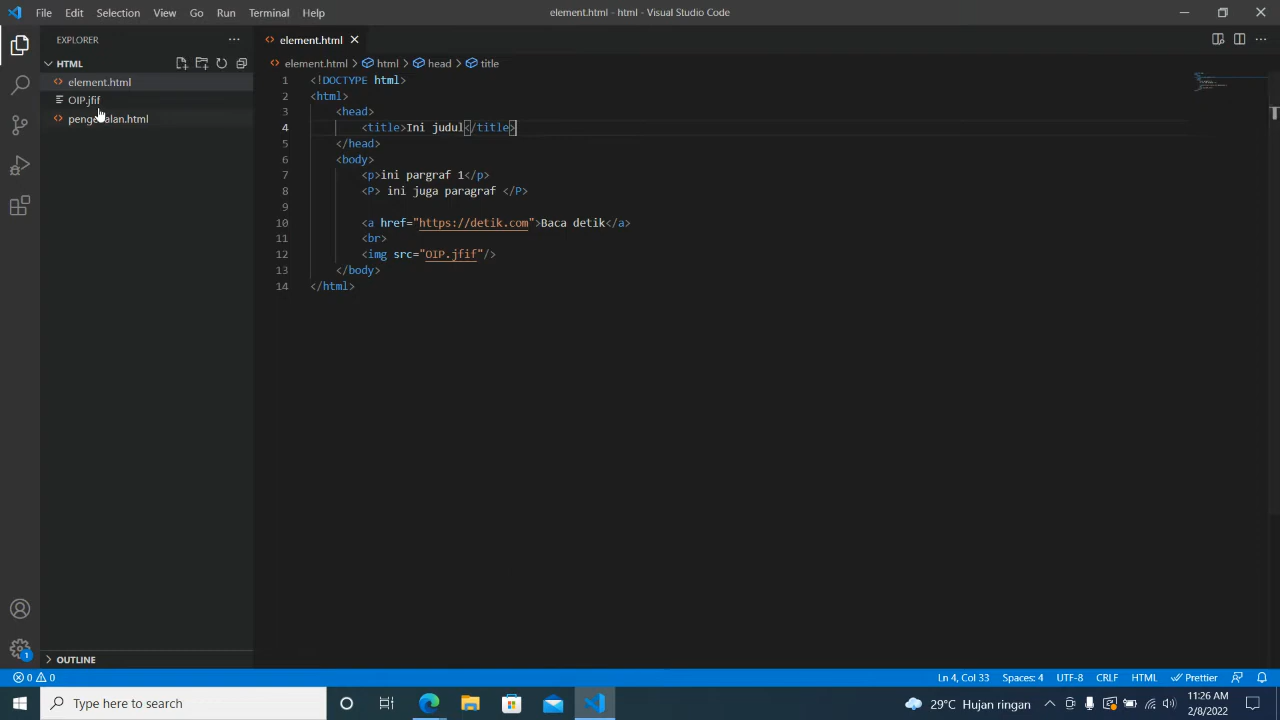 File Edit Selection View Go Run Terminal Help
element.html - html - Visual Studio Code
EXPLORER
HTML
element.html
OIP.jfif
pengenalan.html
OUTLINE
element.html
element.html > html > head > title
1 <!DOCTYPE html>
2 <html>
3 <head>
4 <title>Ini judul</title>
5 </head>
6 <body>
7 <p>ini pargraf 1</p>
8 <P> ini juga paragraf </P>
9
10 <a href="https://detik.com">Baca detik</a>
11 <br>
12 <img src="OIP.jfif"/>
13 </body>
14 </html>
1
0 0
Ln 4, Col 33 Spaces: 4 UTF-8 CRLF HTML Prettier
Type here to search
29°C Hujan ringan
11:26 AM
2/8/2022